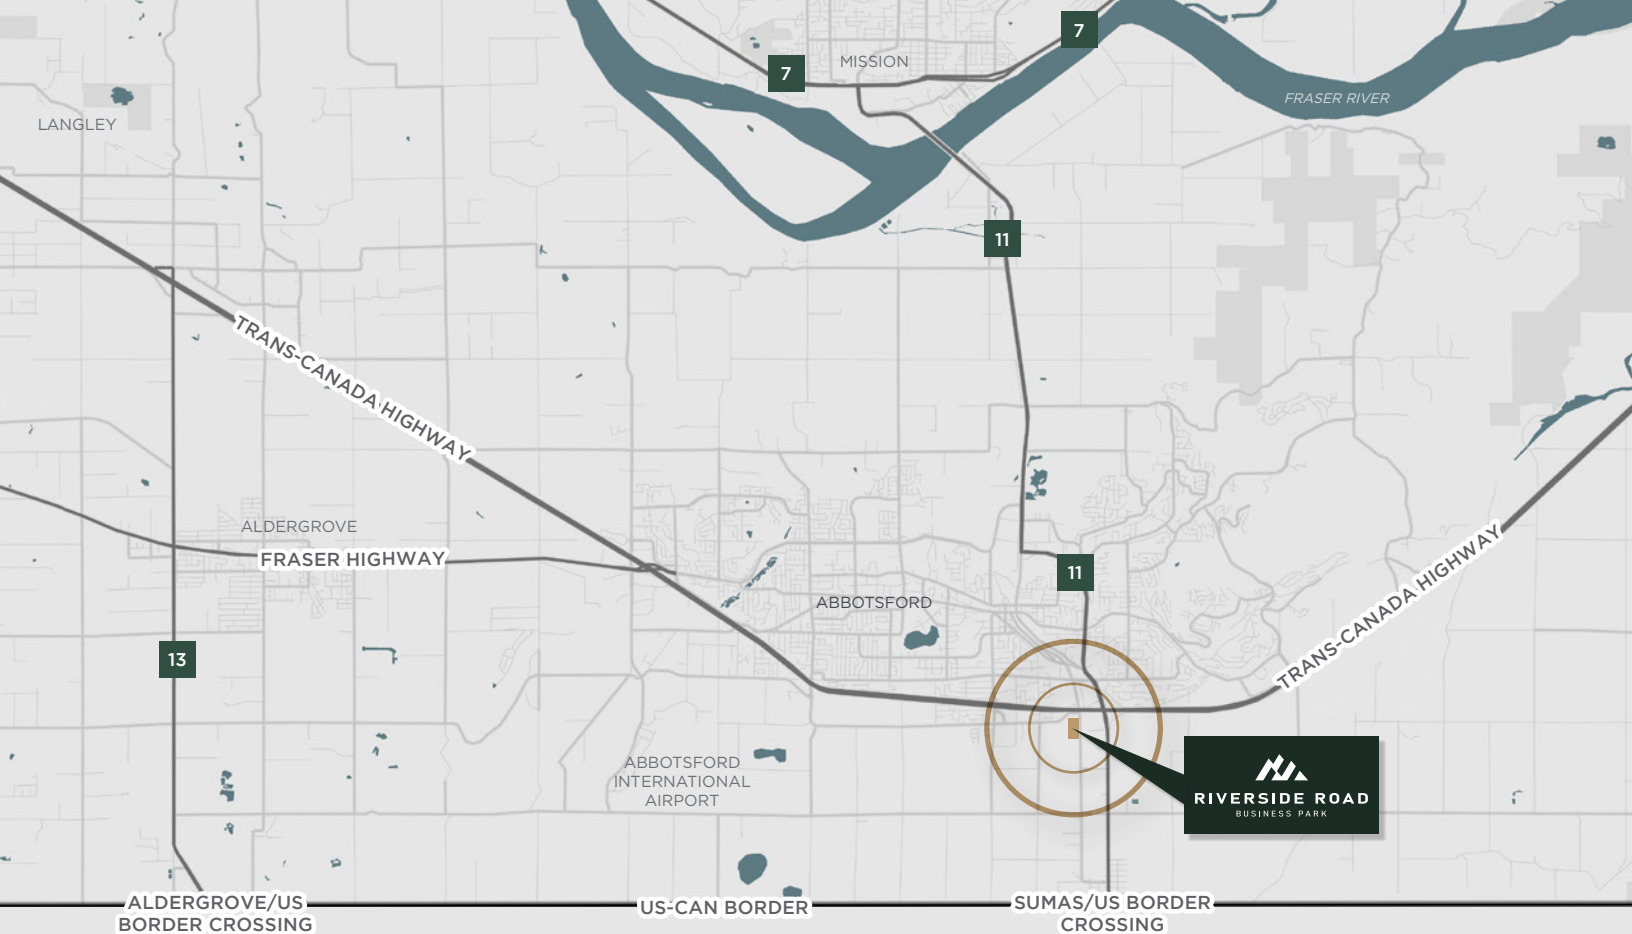 7
7
MISSION
FRASER RIVER
LANGLEY
11
TRANS-CANADA HIGHWAY
ALDERGROVE
FRASER HIGHWAY
11
ABBOTSFORD
TRANS-CANADA HIGHWAY
13
ABBOTSFORD
INTERNATIONAL
AIRPORT
RIVERSIDE ROAD
BUSINESS PARK
ALDERGROVE/US
BORDER CROSSING
US-CAN BORDER
SUMAS/US BORDER
CROSSING